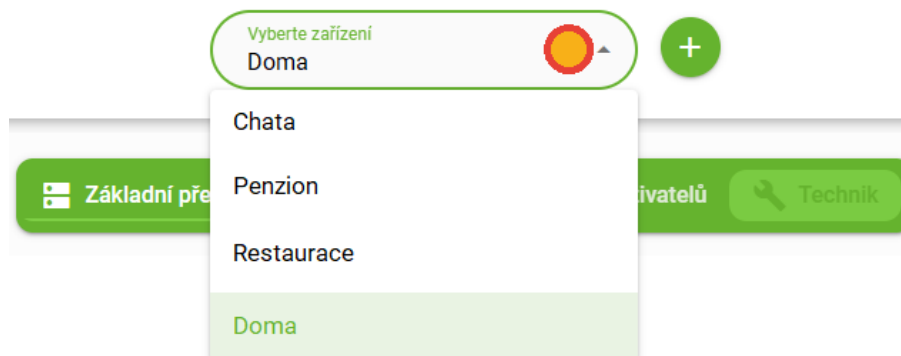 Vyberte zařízení
Doma
+
Chata
Penzion
Restaurace
Doma
Základní pře
ivatelů
Technik